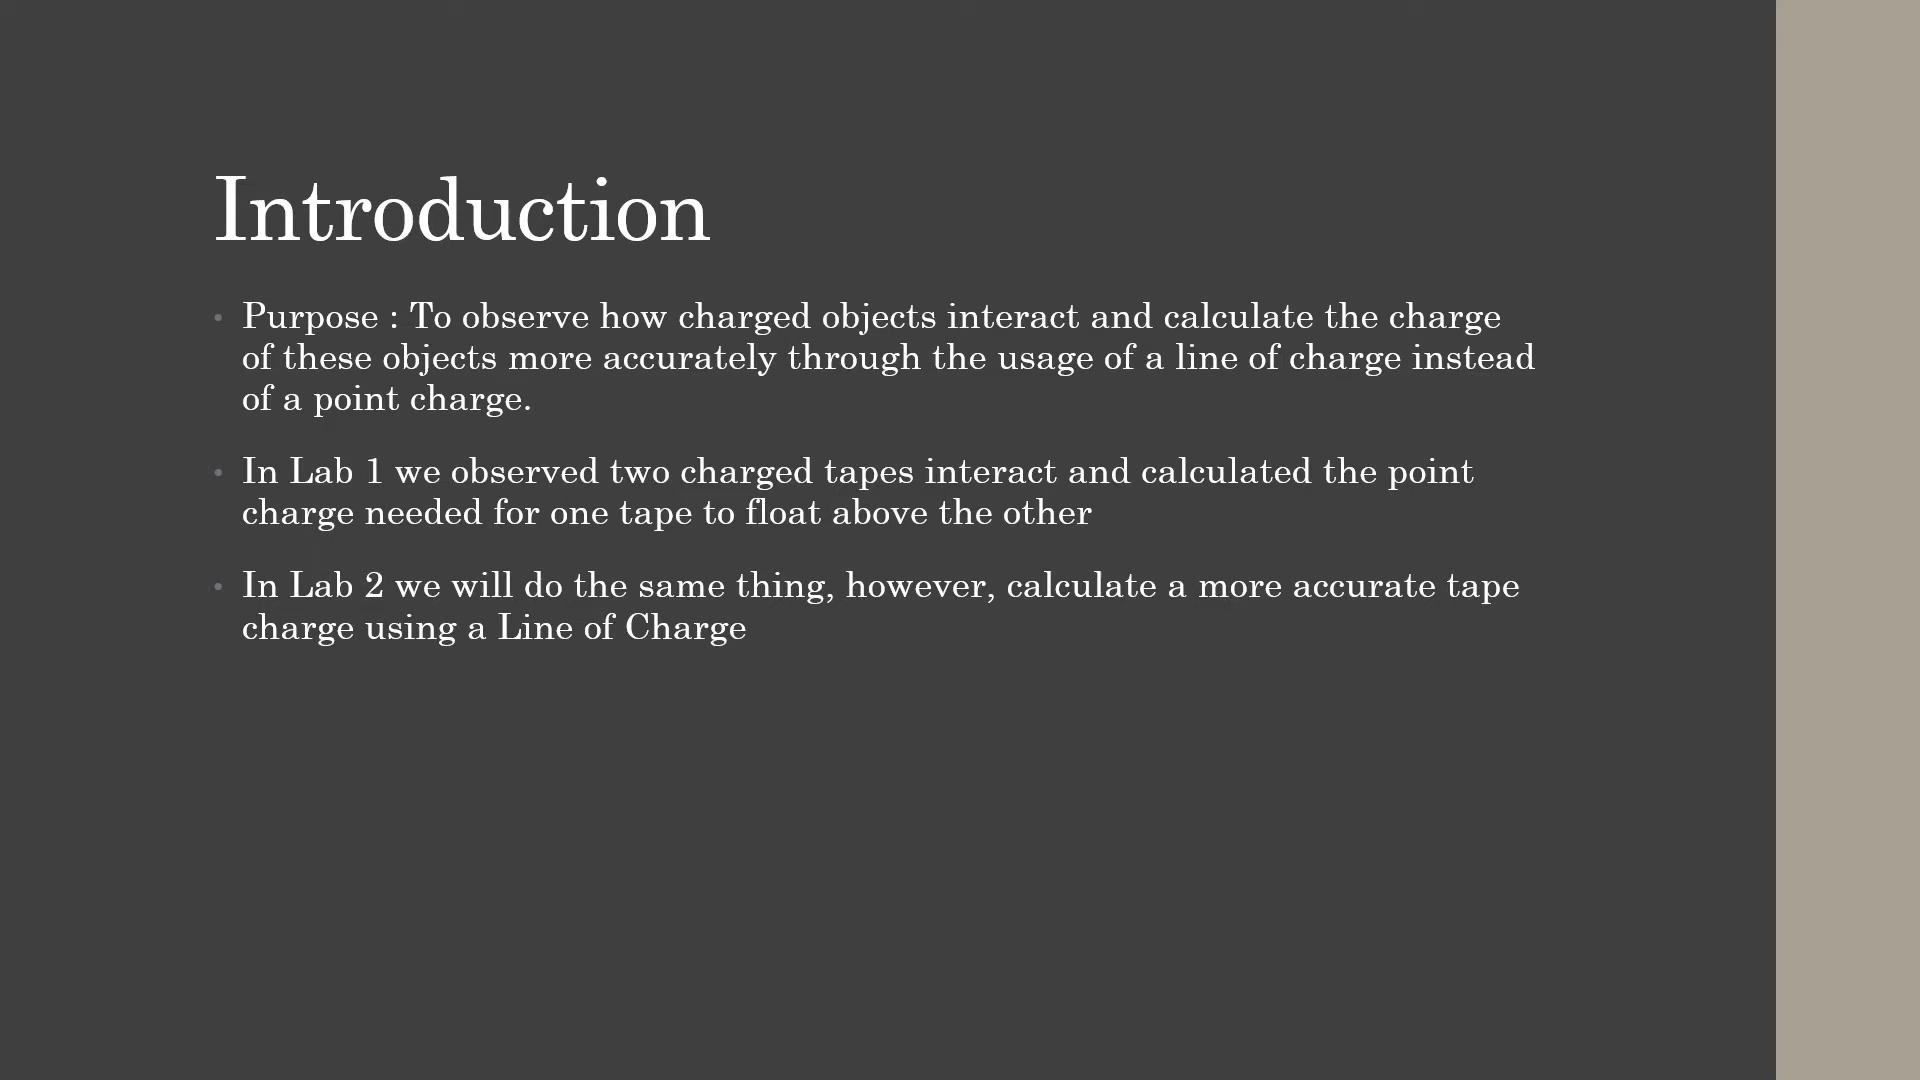 Introduction
• Purpose : To observe how charged objects interact and calculate the charge
of these objects more accurately through the usage of a line of charge instead
of a point charge.
• In Lab 1 we observed two charged tapes interact and calculated the point
charge needed for one tape to float above the other
• In Lab 2 we will do the same thing, however, calculate a more accurate tape
charge using a Line of Charge